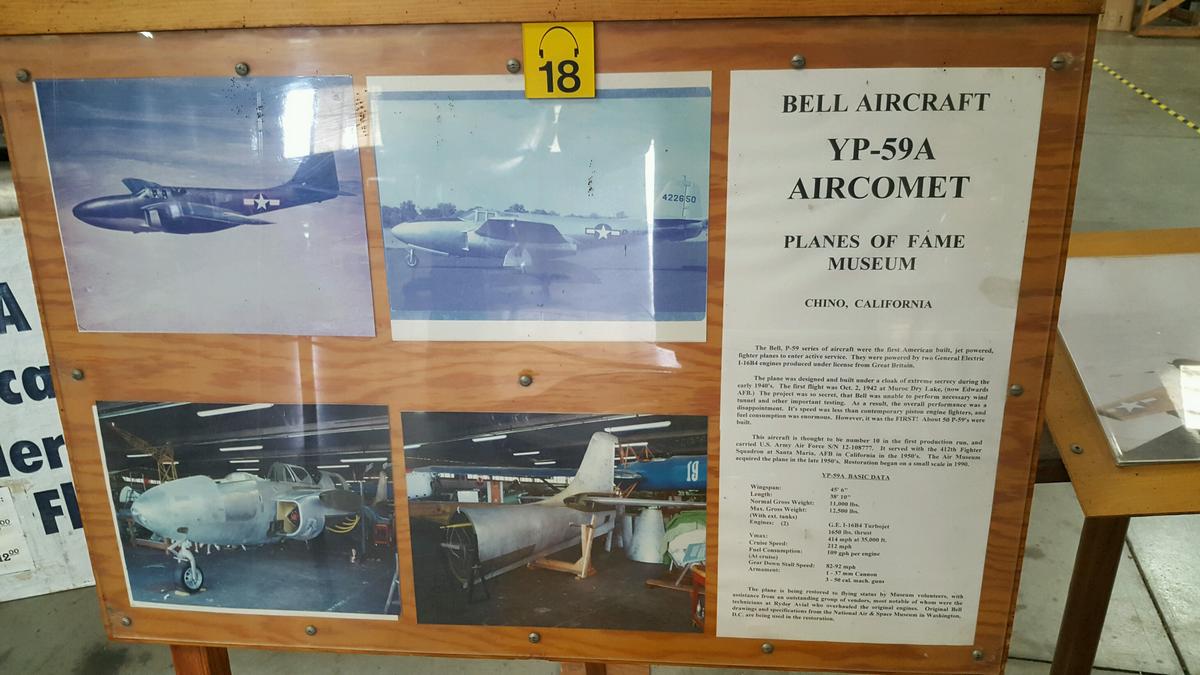 18
BELL AIRCRAFT
YP-59A
AIRCOMET
PLANES OF FAME
MUSEUM
CHINO, CALIFORNIA
The Bell, P-59 series of aircraft were the first American built, jet powered,
fighter planes to enter active service. They were powered by two General Electric
I-16B4 engines produced under license from Great Britain.
The plane was designed and built under a cloak of extreme secrecy during the
early 1940's. The first flight was Oct. 2, 1942 at Muroc Dry Lake, (now Edwards
AFB.) The project was so secret, that Bell was unable to perform necessary wind
tunnel and other important testing. As a result, the overall performance was a
disappointment. It's speed was less than contemporary piston engine fighters, and
fuel consumption was enormous. However, it was the FIRST! About 50 P-59's were
built.
This aircraft is thought to be number 10 in the first production run, and
carried U.S. Army Air Force S/N 12-108777. It served with the 412th Fighter
Squadron at Santa Maria, AFB in California in the 1950's. The Air Museum
acquired the plane in the late 1950's. Restoration began on a small scale in 1990.
YP-59A BASIC DATA
Wingspan: 45' 6"
Length: 38' 10"
Normal Gross Weight: 11,000 lbs.
Max. Gross Weight: 12,500 lbs.
(With ext. tanks)
Engines: (2) G.E. I-16B4 Turbojet
1650 lbs. thrust
Vmax: 414 mph at 35,000 ft.
Cruise Speed: 212 mph
Fuel Consumption: 109 gph per engine
(At cruise)
Gear Down Stall Speed: 82-92 mph
Armament: 1 - 37 mm Cannon
3 - 50 cal. mach. guns
The plane is being restored to flying status by Museum volunteers, with
assistance from an outstanding group of vendors, most notable of whom were the
technicians at Ryder Avial who overhauled the original engines. Original Bell
drawings and specifications from the National Air & Space Museum in Washington,
D.C. are being used in the restoration.
422650
19
A
ca
ler
Fl